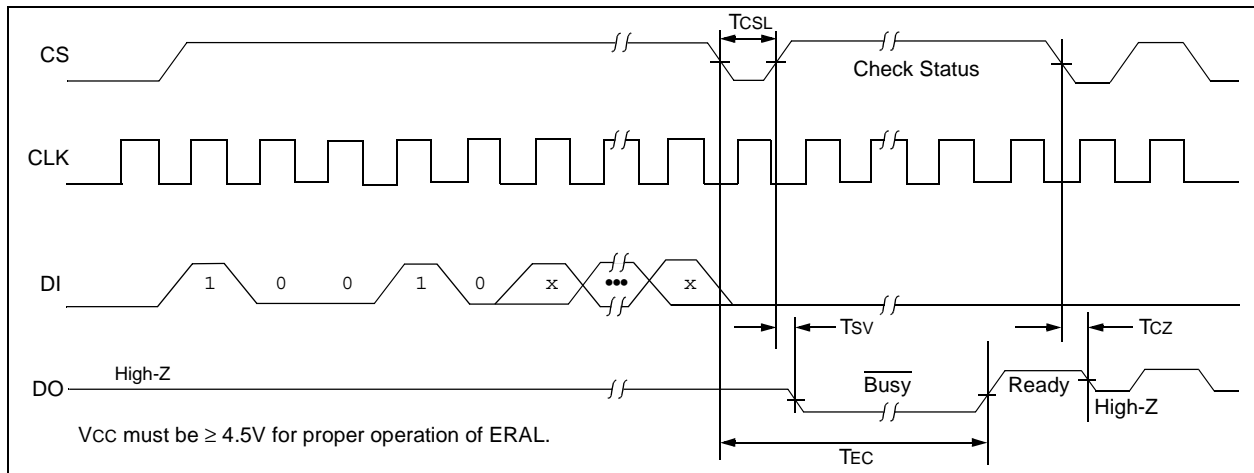 TCSL
CS
Check Status
CLK
DI
1 0 0 1 0 x ••• x
TSV
TCZ
High-Z
DO
Busy
Ready
High-Z
VCC must be ≥ 4.5V for proper operation of ERAL.
TEC